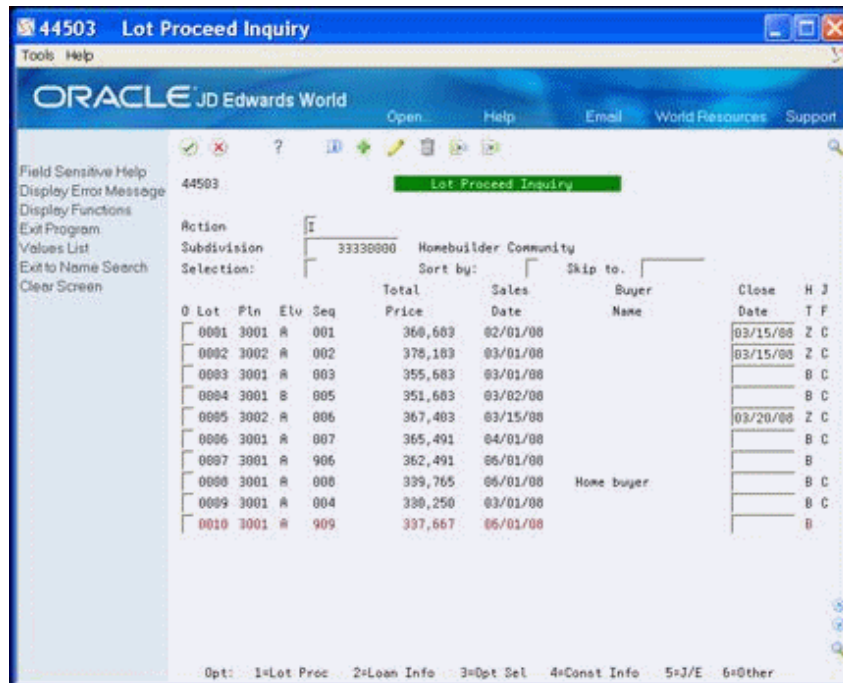 44503 Lot Proceed Inquiry
Tools Help
ORACLE JD Edwards World
Open Help Email World Resources Support
?
Field Sensitive Help
Display Error Message
Display Functions
Exit Program
Values List
Exit to Name Search
Clear Screen
44503 Lot Proceed Inquiry
Action I
Subdivision 33330000 Homebuilder Community
Selection: Sort by: Skip to.
Total Sales Buyer Close H J
O Lot Pln Elv Seq Price Date Name Date T F
0001 3001 A 001 360,683 02/01/08 03/15/08 Z C
0002 3002 A 002 378,183 03/01/08 03/15/08 Z C
0003 3001 A 003 355,683 03/01/08 B C
0004 3001 B 005 351,683 03/02/08 B C
0005 3002 A 006 367,403 03/15/08 03/20/08 Z C
0006 3001 A 007 365,491 04/01/08 B C
0007 3001 A 906 362,491 06/01/08 B
0008 3001 A 008 339,765 06/01/08 Home buyer B C
0009 3001 A 004 330,250 03/01/08 B C
0010 3001 A 909 337,667 06/01/08 B
Opt: 1=Lot Proc 2=Loan Info 3=Opt Sel 4=Const Info 5=J/E 6=Other